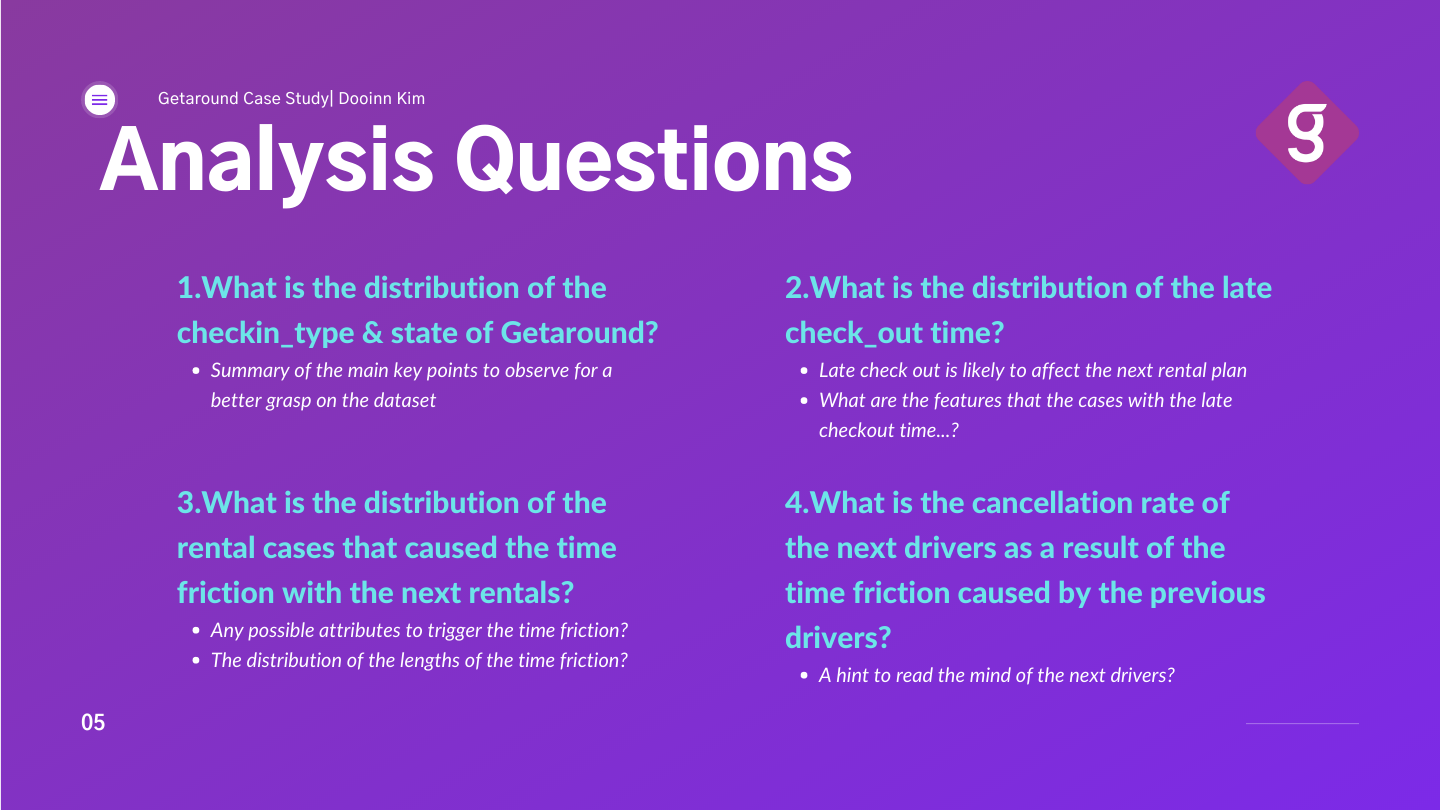 Getaround Case Study| Dooinn Kim
g
Analysis Questions
1.What is the distribution of the
checkin_type & state of Getaround?
• Summary of the main key points to observe for a
better grasp on the dataset
2.What is the distribution of the late
check_out time?
• Late check out is likely to affect the next rental plan
• What are the features that the cases with the late
checkout time...?
3.What is the distribution of the
rental cases that caused the time
friction with the next rentals?
• Any possible attributes to trigger the time friction?
• The distribution of the lengths of the time friction?
4.What is the cancellation rate of
the next drivers as a result of the
time friction caused by the previous
drivers?
• A hint to read the mind of the next drivers?
05